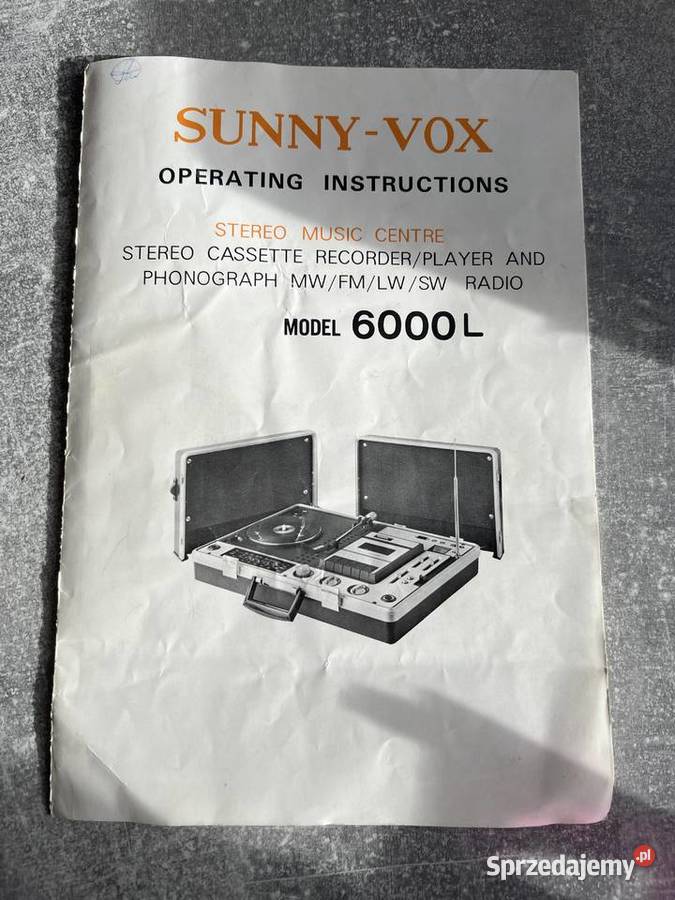 SUNNY-VOX
OPERATING INSTRUCTIONS
STEREO MUSIC CENTRE
STEREO CASSETTE RECORDER/PLAYER AND
PHONOGRAPH MW/FM/LW/SW RADIO
MODEL 6000L
Sprzedajemy.pl